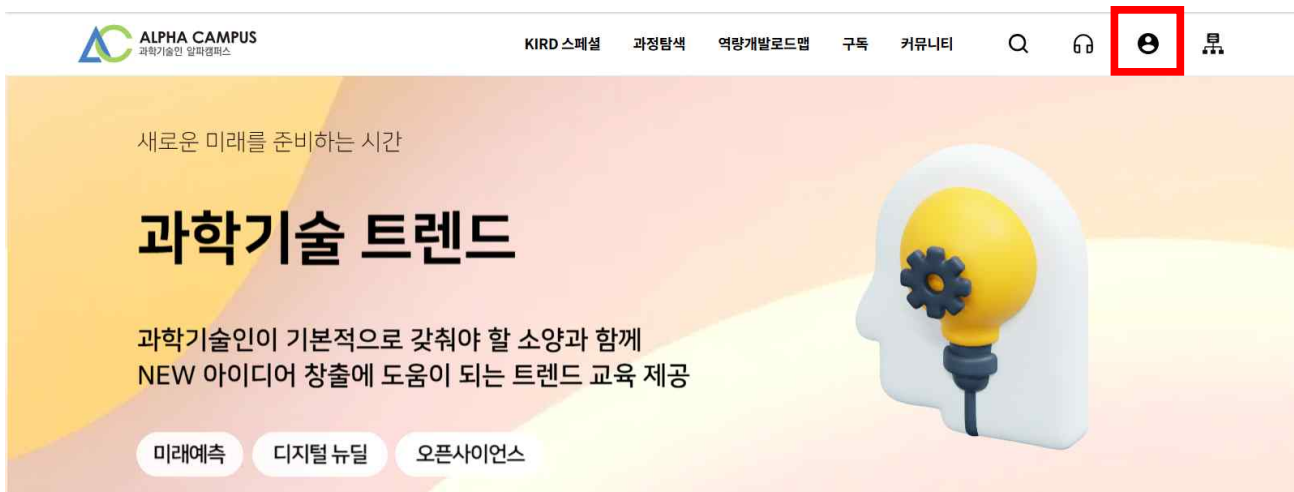 ALPHA CAMPUS
과학기술인 알파캠퍼스
KIRD 스페셜 과정탐색 역량개발로드맵 구독 커뮤니티
새로운 미래를 준비하는 시간
과학기술 트렌드
과학기술인이 기본적으로 갖춰야 할 소양과 함께
NEW 아이디어 창출에 도움이 되는 트렌드 교육 제공
미래예측 디지털 뉴딜 오픈사이언스